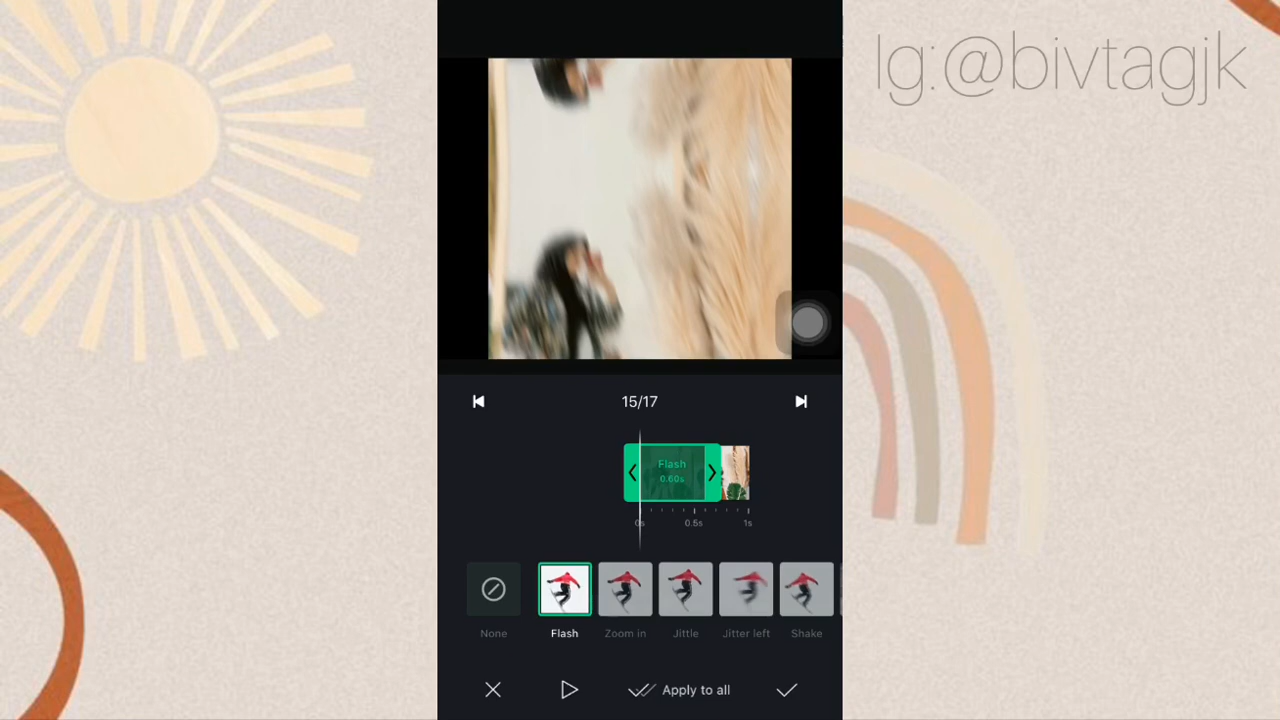 Ig:@bivtagjk
15/17
Flash
0.60s
0s 0.5s 1s
None Flash Zoom in Jittle Jitter left Shake
Apply to all